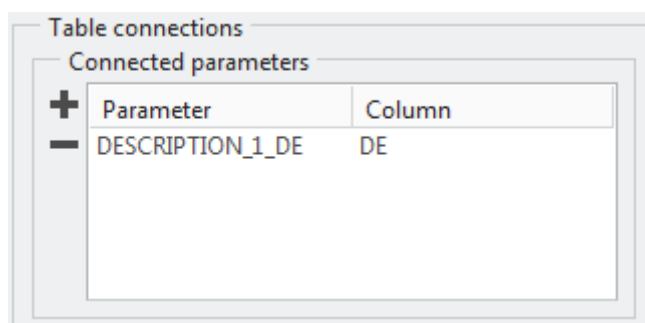 Table connections
Connected parameters
Parameter Column
DESCRIPTION_1_DE DE